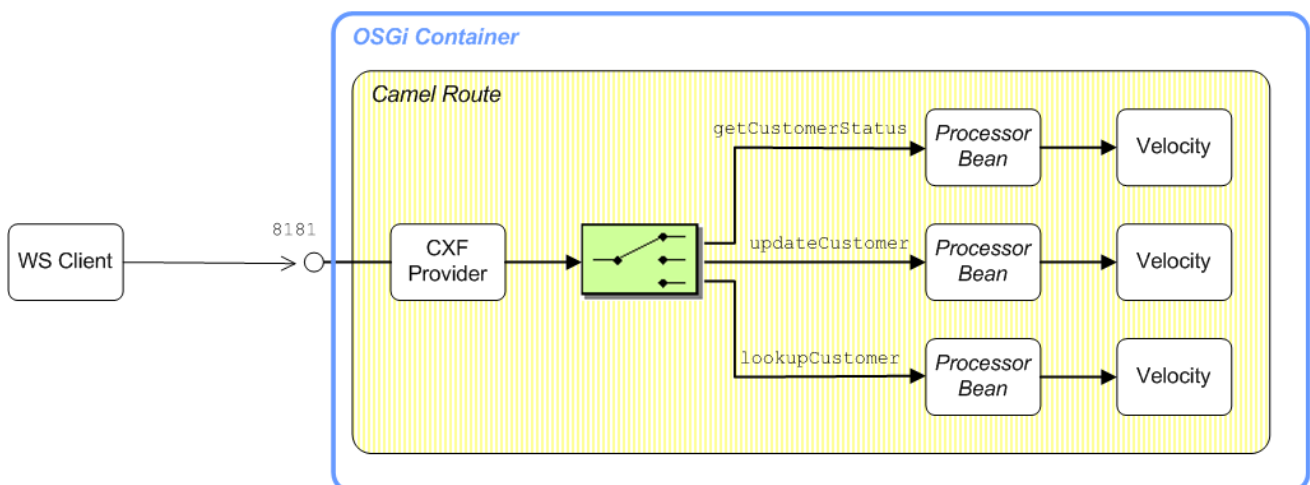 OSGi Container
Camel Route
getCustomerStatus
Processor
Bean
Velocity
8181
WS Client
CXF
Provider
updateCustomer
Processor
Bean
Velocity
lookupCustomer
Processor
Bean
Velocity